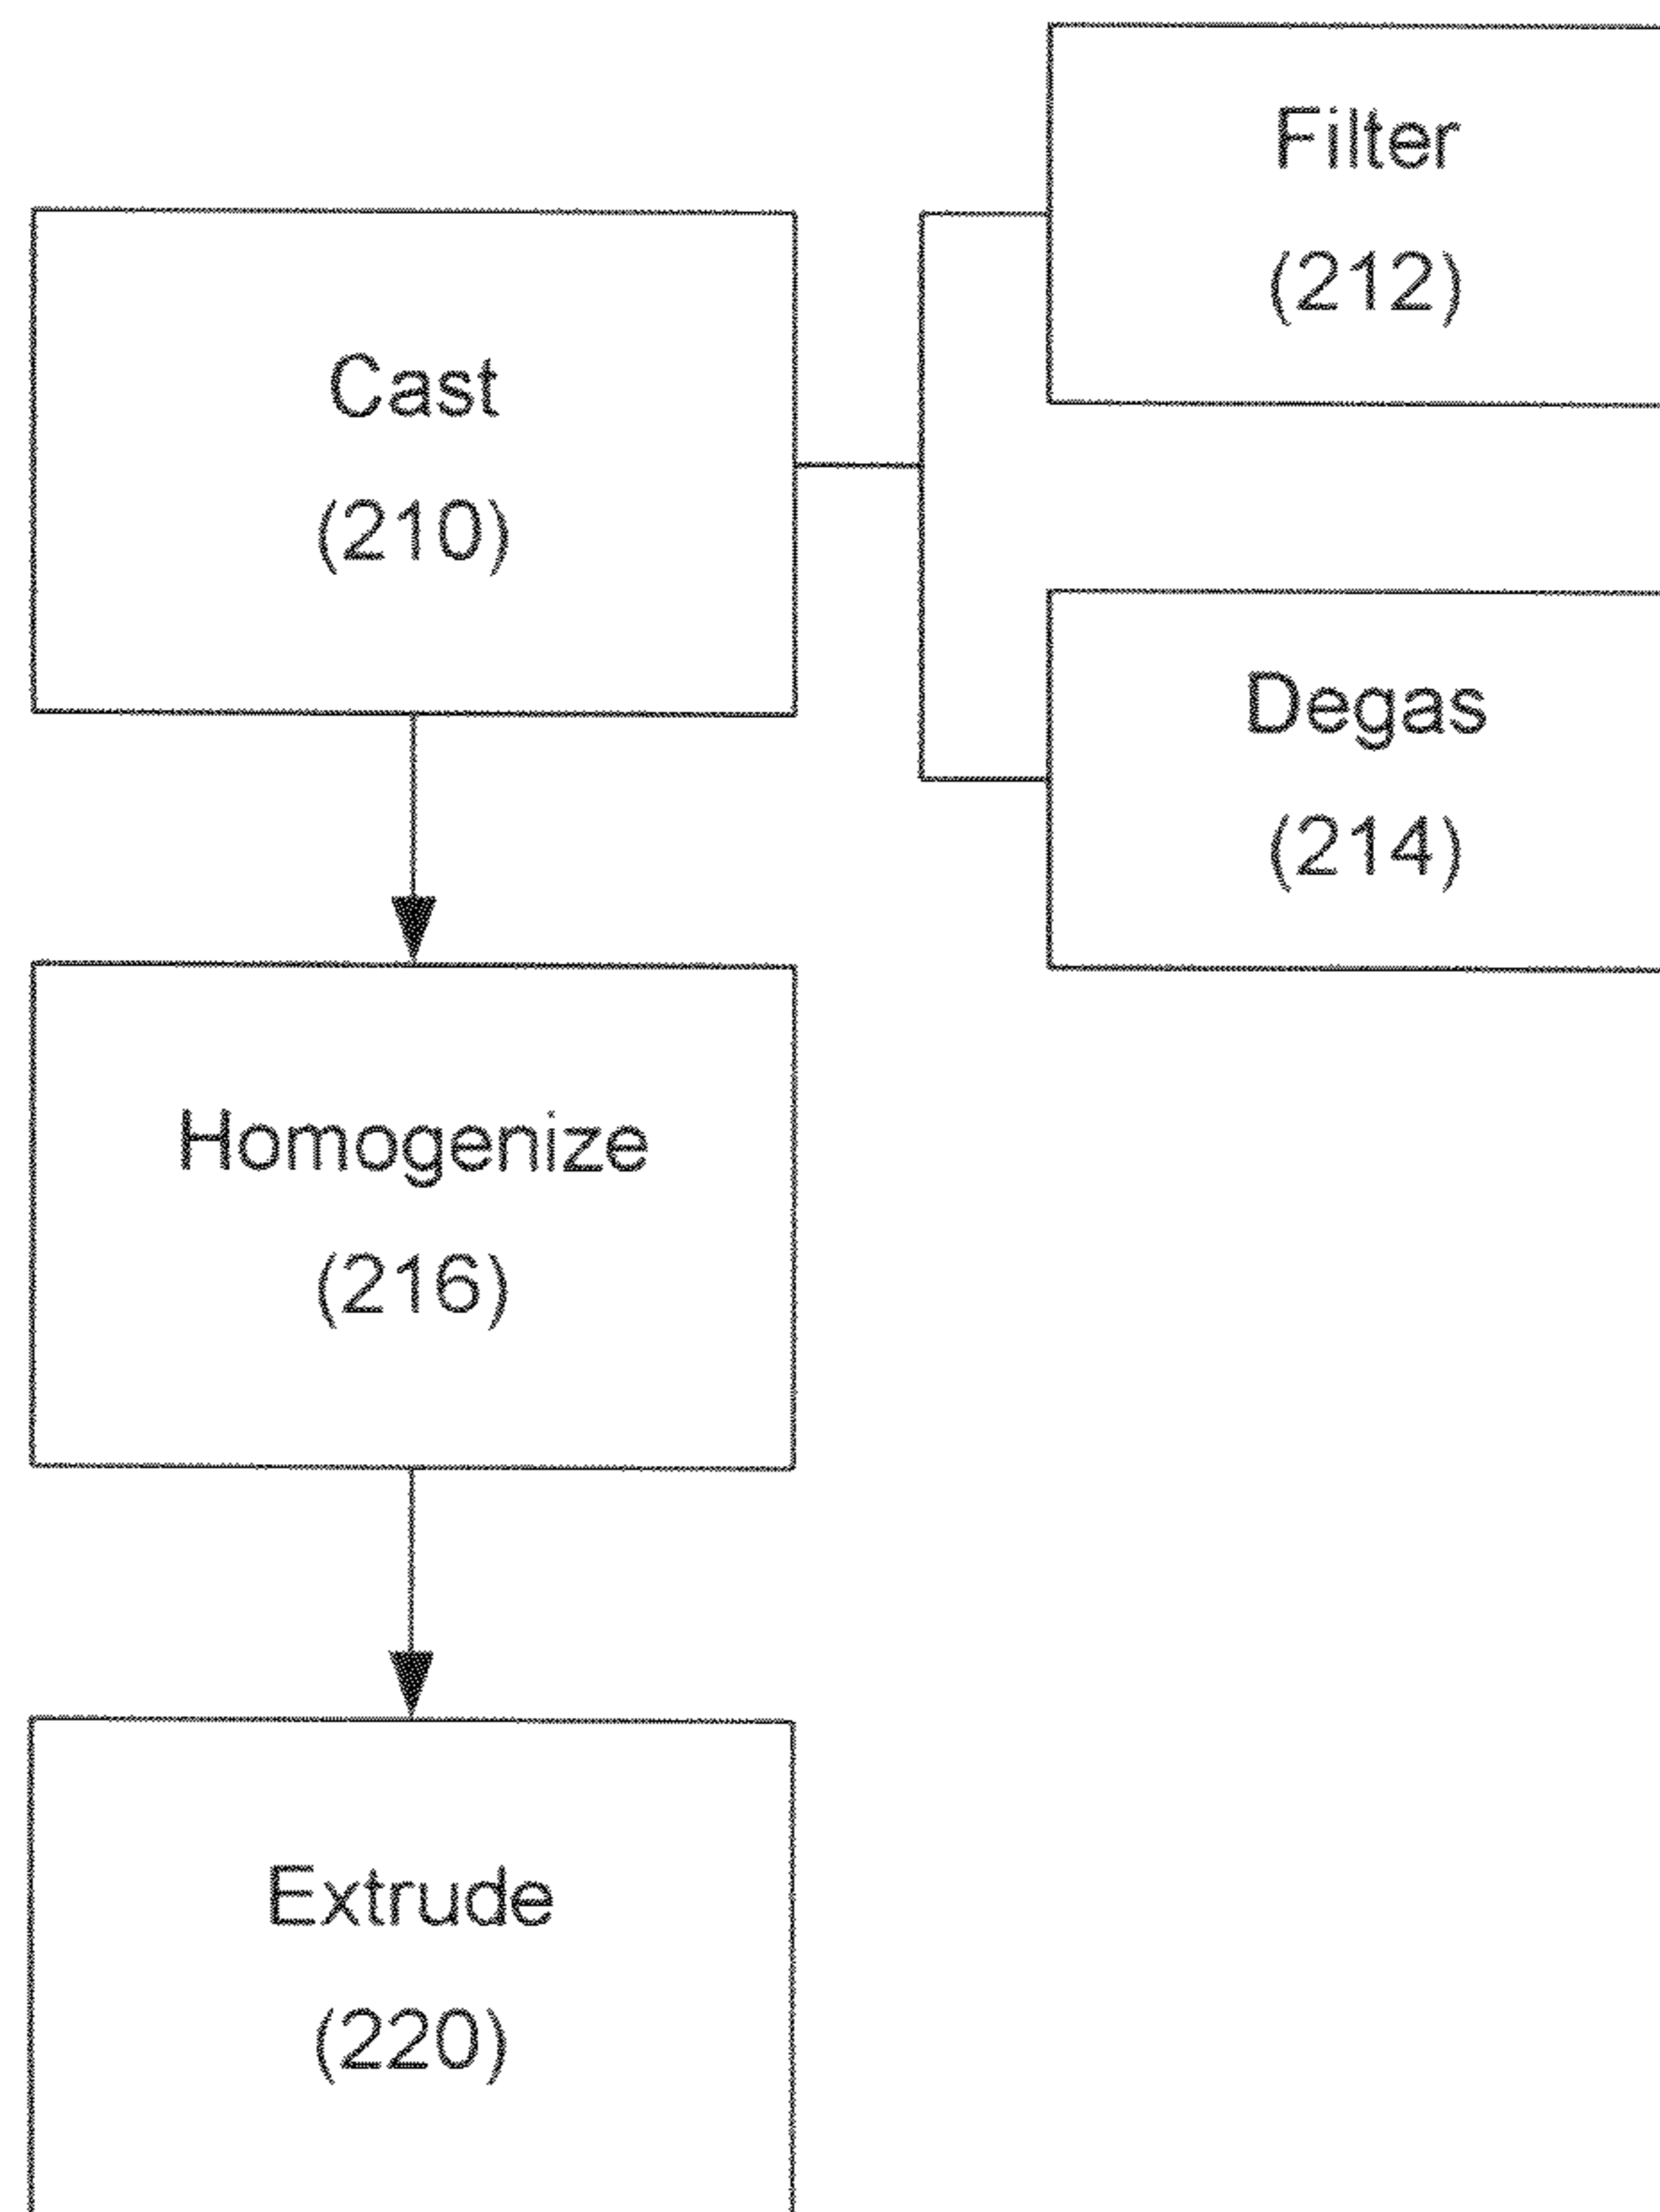 Filter
(212)
Cast
(210)
Degas
(214)
Homogenize
(216)
Extrude
(220)